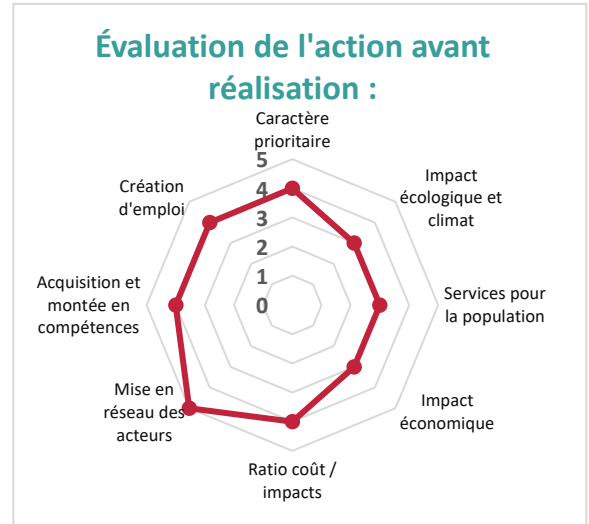 Évaluation de l'action avant
réalisation :
Caractère
prioritaire
Impact
écologique et
climat
Services pour
la population
Impact
économique
Ratio coût /
impacts
Mise en
réseau des
acteurs
Acquisition et
montée en
compétences
Création
d'emploi
5
4
3
2
1
0